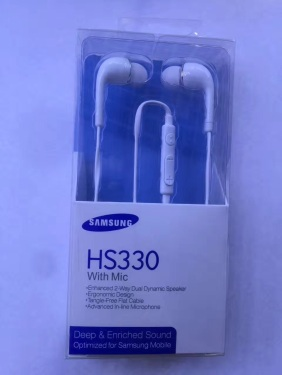 SAMSUNG
HS330
With Mic
•Enhanced 2-Way Dual Dynamic Speaker
•Ergonomic Design
•Tangle-Free Flat Cable
•Advanced In-line Microphone
Deep & Enriched Sound
Optimized for Samsung Mobile